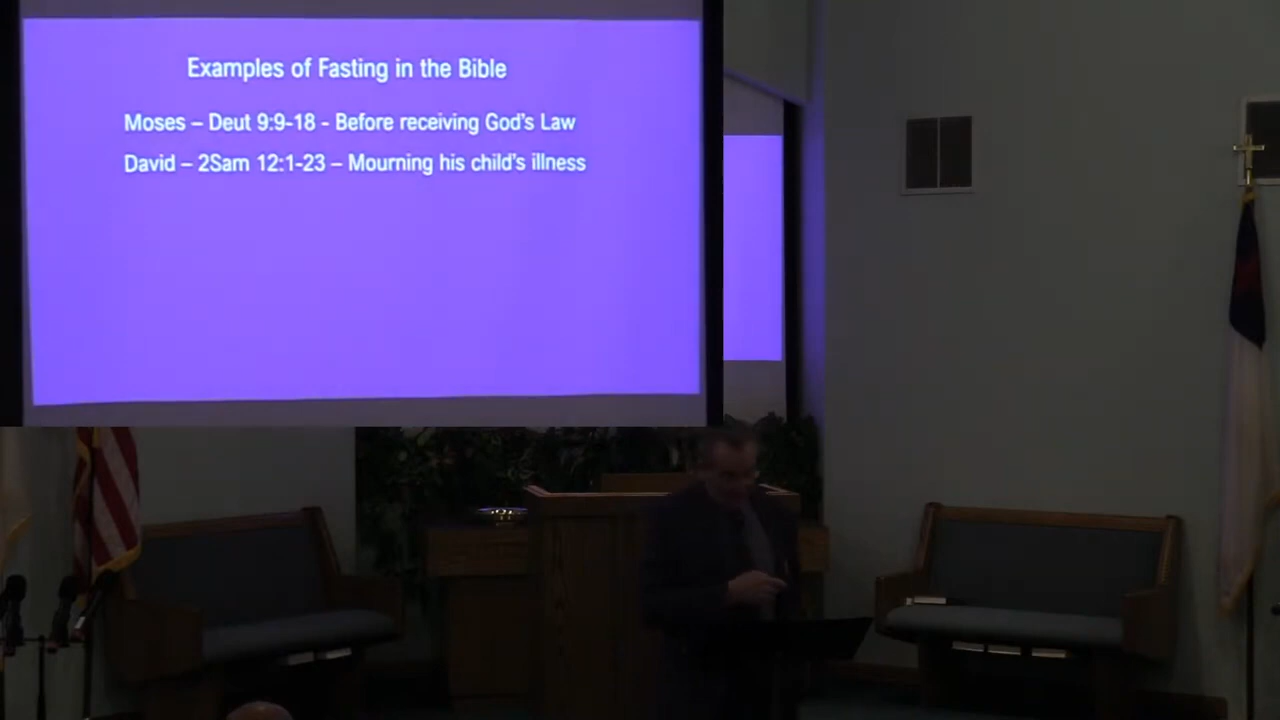 Examples of Fasting in the Bible
Moses – Deut 9:9-18 - Before receiving God's Law
David – 2Sam 12:1-23 – Mourning his child's illness